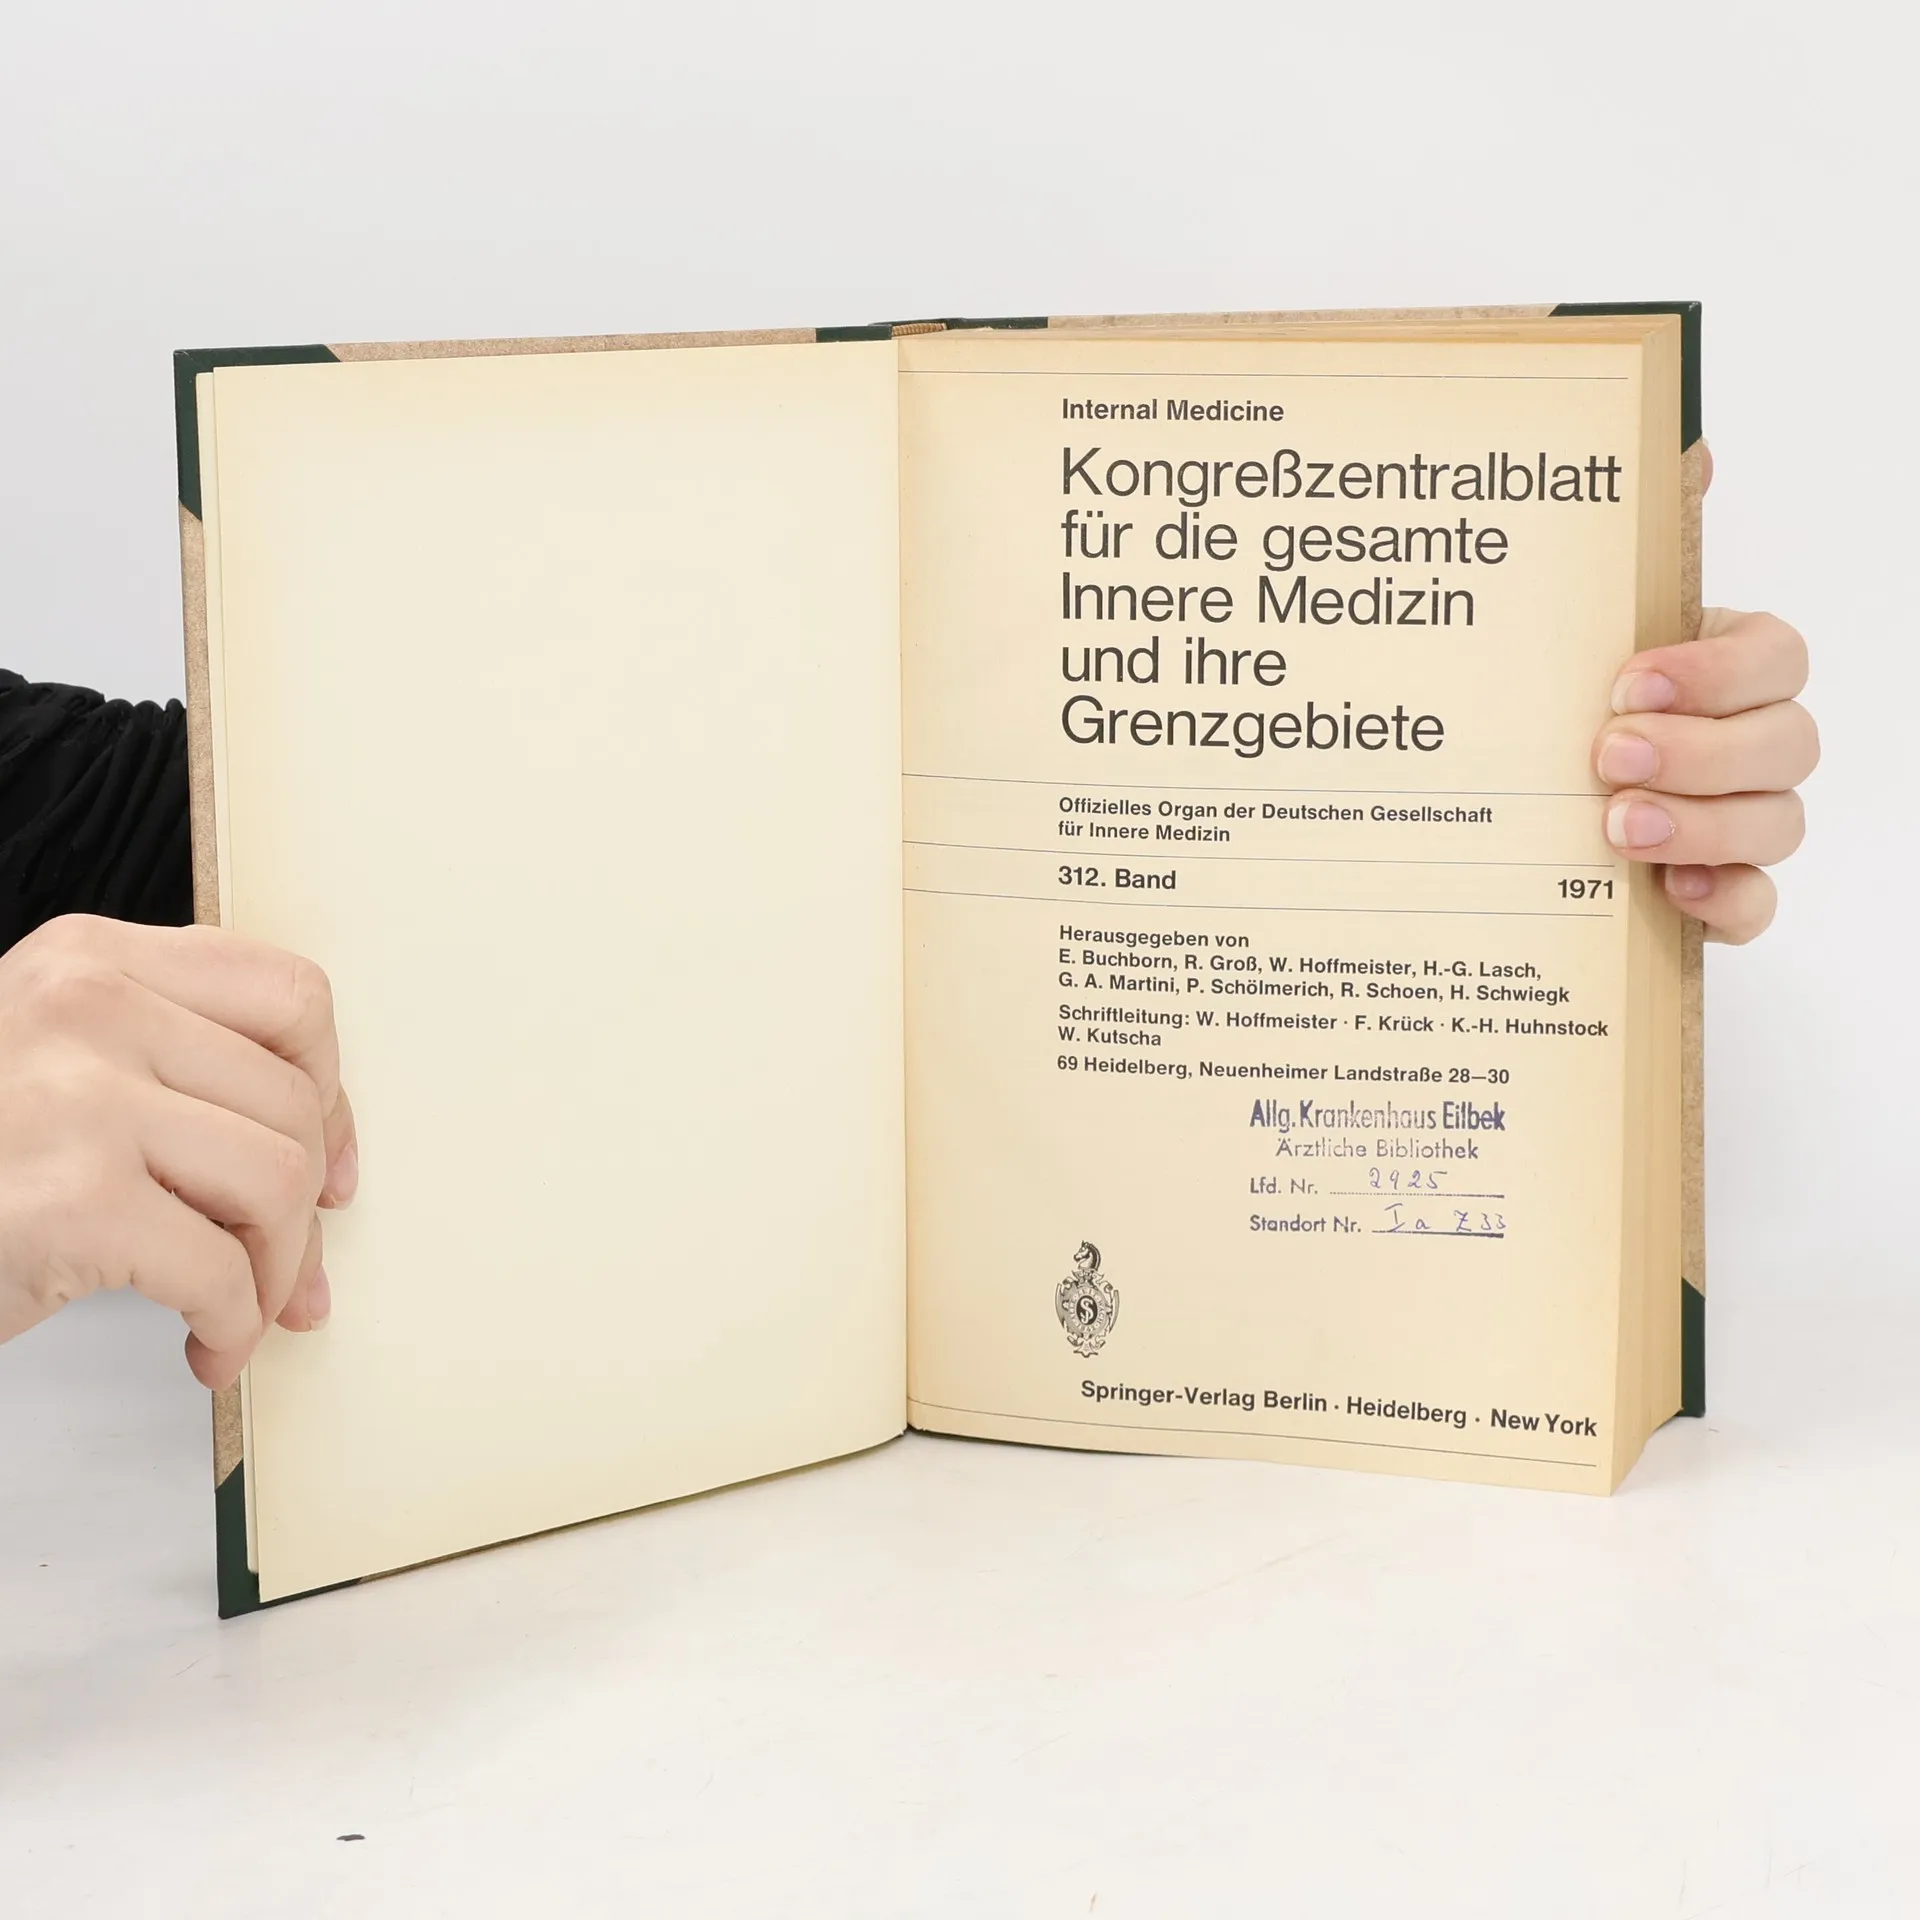 Internal Medicine
Kongreßzentralblatt
für die gesamte
Innere Medizin
und ihre
Grenzgebiete
Offizielles Organ der Deutschen Gesellschaft
für Innere Medizin
312. Band 1971
Herausgegeben von
E. Buchborn, R. Groß, W. Hoffmeister, H.-G. Lasch,
G. A. Martini, P. Schölmerich, R. Schoen, H. Schwiegk
Schriftleitung: W. Hoffmeister · F. Krück · K.-H. Huhnstock
W. Kutscha
69 Heidelberg, Neuenheimer Landstraße 28—30
Allg. Krankenhaus Eilbek
Ärztliche Bibliothek
Lfd. Nr. 2925
Standort Nr. I a Z 33
Springer-Verlag Berlin · Heidelberg · New York